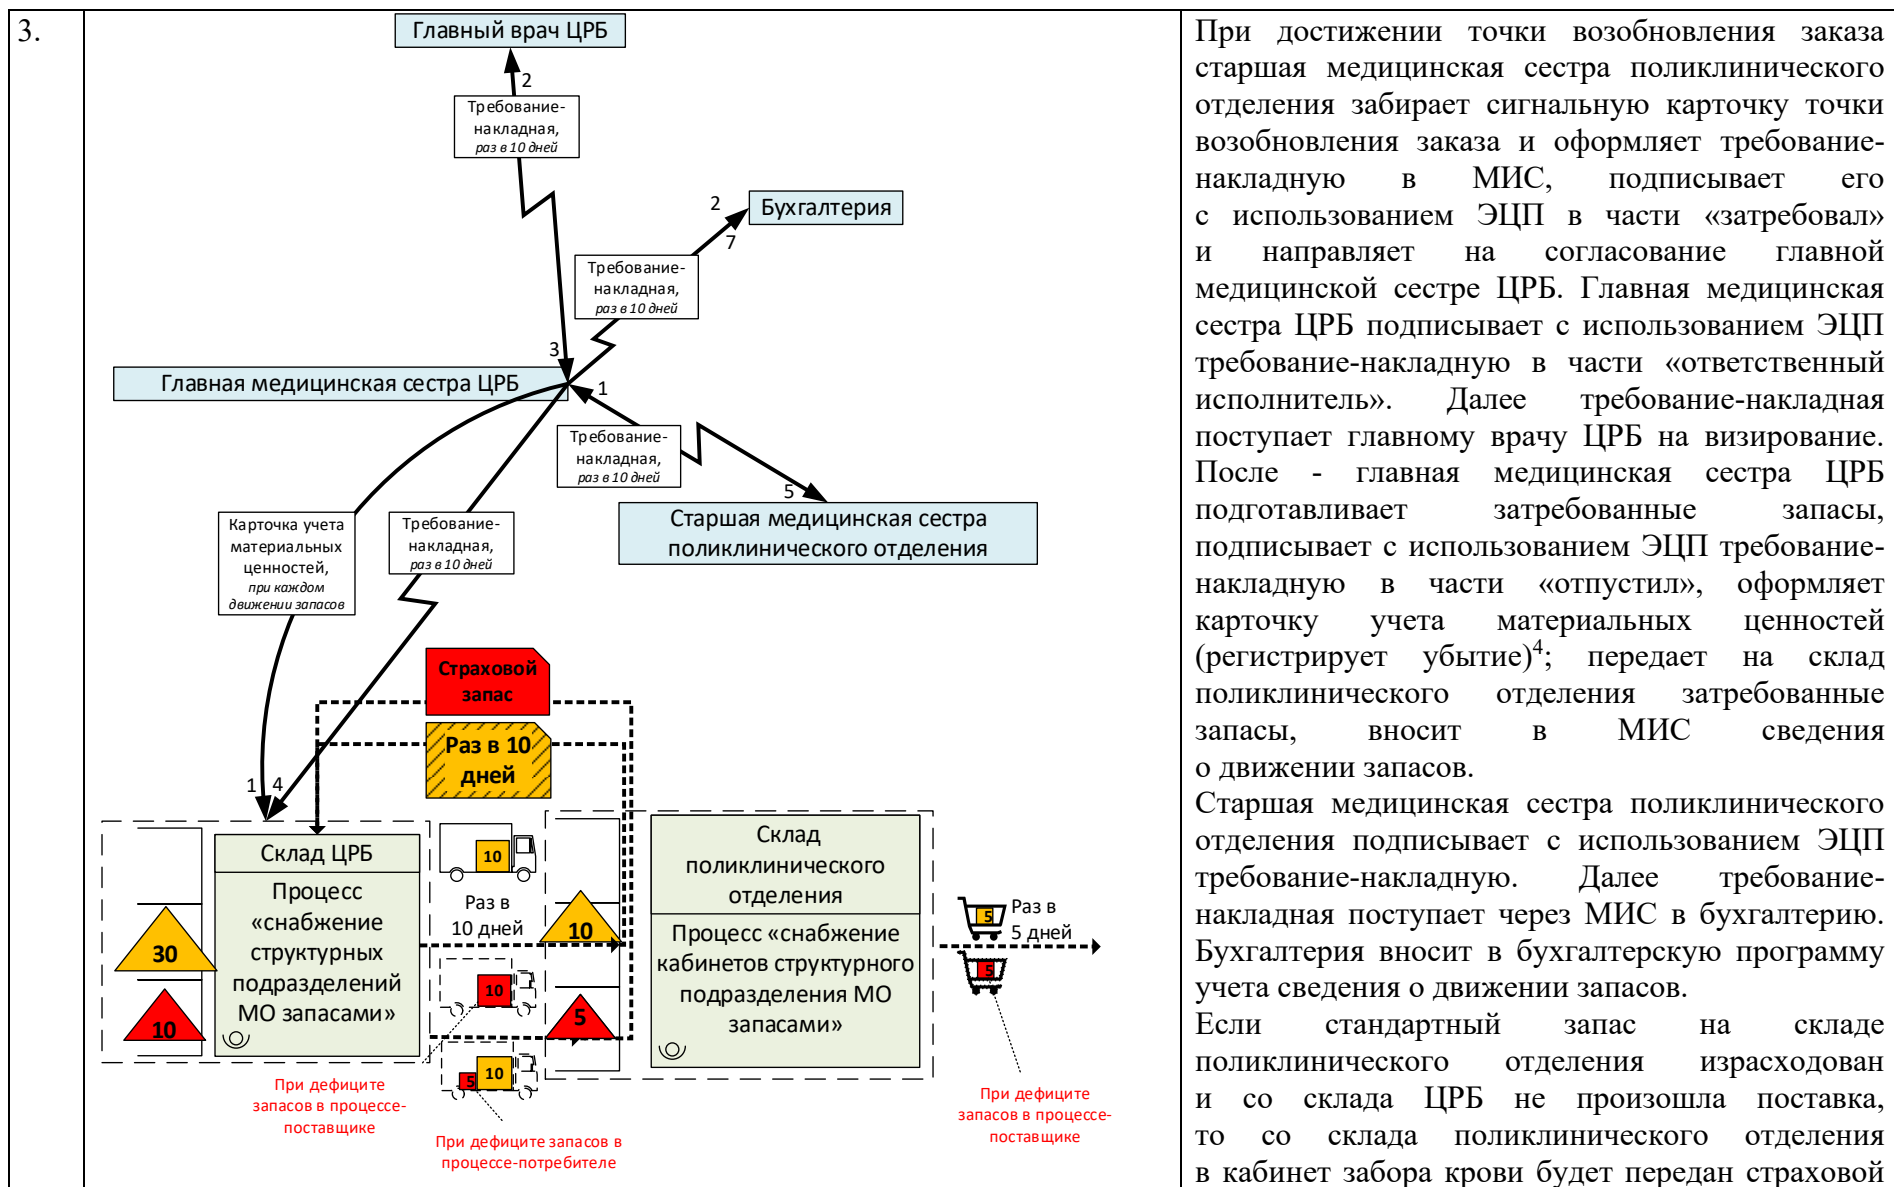 3.
Главный врач ЦРБ
2
Требование-
накладная,
раз в 10 дней
2
Бухгалтерия
7
Требование-
накладная,
раз в 10 дней
3
Главная медицинская сестра ЦРБ
1
Требование-
накладная,
раз в 10 дней
5
Старшая медицинская сестра
поликлинического отделения
Карточка учета
материальных
ценностей,
при каждом
движении запасов
Требование-
накладная,
раз в 10 дней
Страховой
запас
Раз в 10
дней
1 4
Склад ЦРБ
Процесс
«снабжение
структурных
подразделений
МО запасами»
30
10
10
Раз в
10 дней
10
5 10
10
5
Склад
поликлинического
отделения
Процесс «снабжение
кабинетов структурного
подразделения МО
запасами»
5
Раз в
5 дней
5
При дефиците
запасов в процессе-
поставщике
При дефиците запасов в
процессе-потребителе
При дефиците
запасов в процессе-
поставщике
При достижении точки возобновления заказа
старшая медицинская сестра поликлинического
отделения забирает сигнальную карточку точки
возобновления заказа и оформляет требование-
накладную в МИС, подписывает его
с использованием ЭЦП в части «затребовал»
и направляет на согласование главной
медицинской сестре ЦРБ. Главная медицинская
сестра ЦРБ подписывает с использованием ЭЦП
требование-накладную в части «ответственный
исполнитель». Далее требование-накладная
поступает главному врачу ЦРБ на визирование.
После - главная медицинская сестра ЦРБ
подготавливает затребованные запасы,
подписывает с использованием ЭЦП требование-
накладную в части «отпустил», оформляет
карточку учета материальных ценностей
(регистрирует убытие)⁴; передает на склад
поликлинического отделения затребованные
запасы, вносит в МИС сведения
о движении запасов.
Старшая медицинская сестра поликлинического
отделения подписывает с использованием ЭЦП
требование-накладную. Далее требование-
накладная поступает через МИС в бухгалтерию.
Бухгалтерия вносит в бухгалтерскую программу
учета сведения о движении запасов.
Если стандартный запас на складе
поликлинического отделения израсходован
и со склада ЦРБ не произошла поставка,
то со склада поликлинического отделения
в кабинет забора крови будет передан страховой